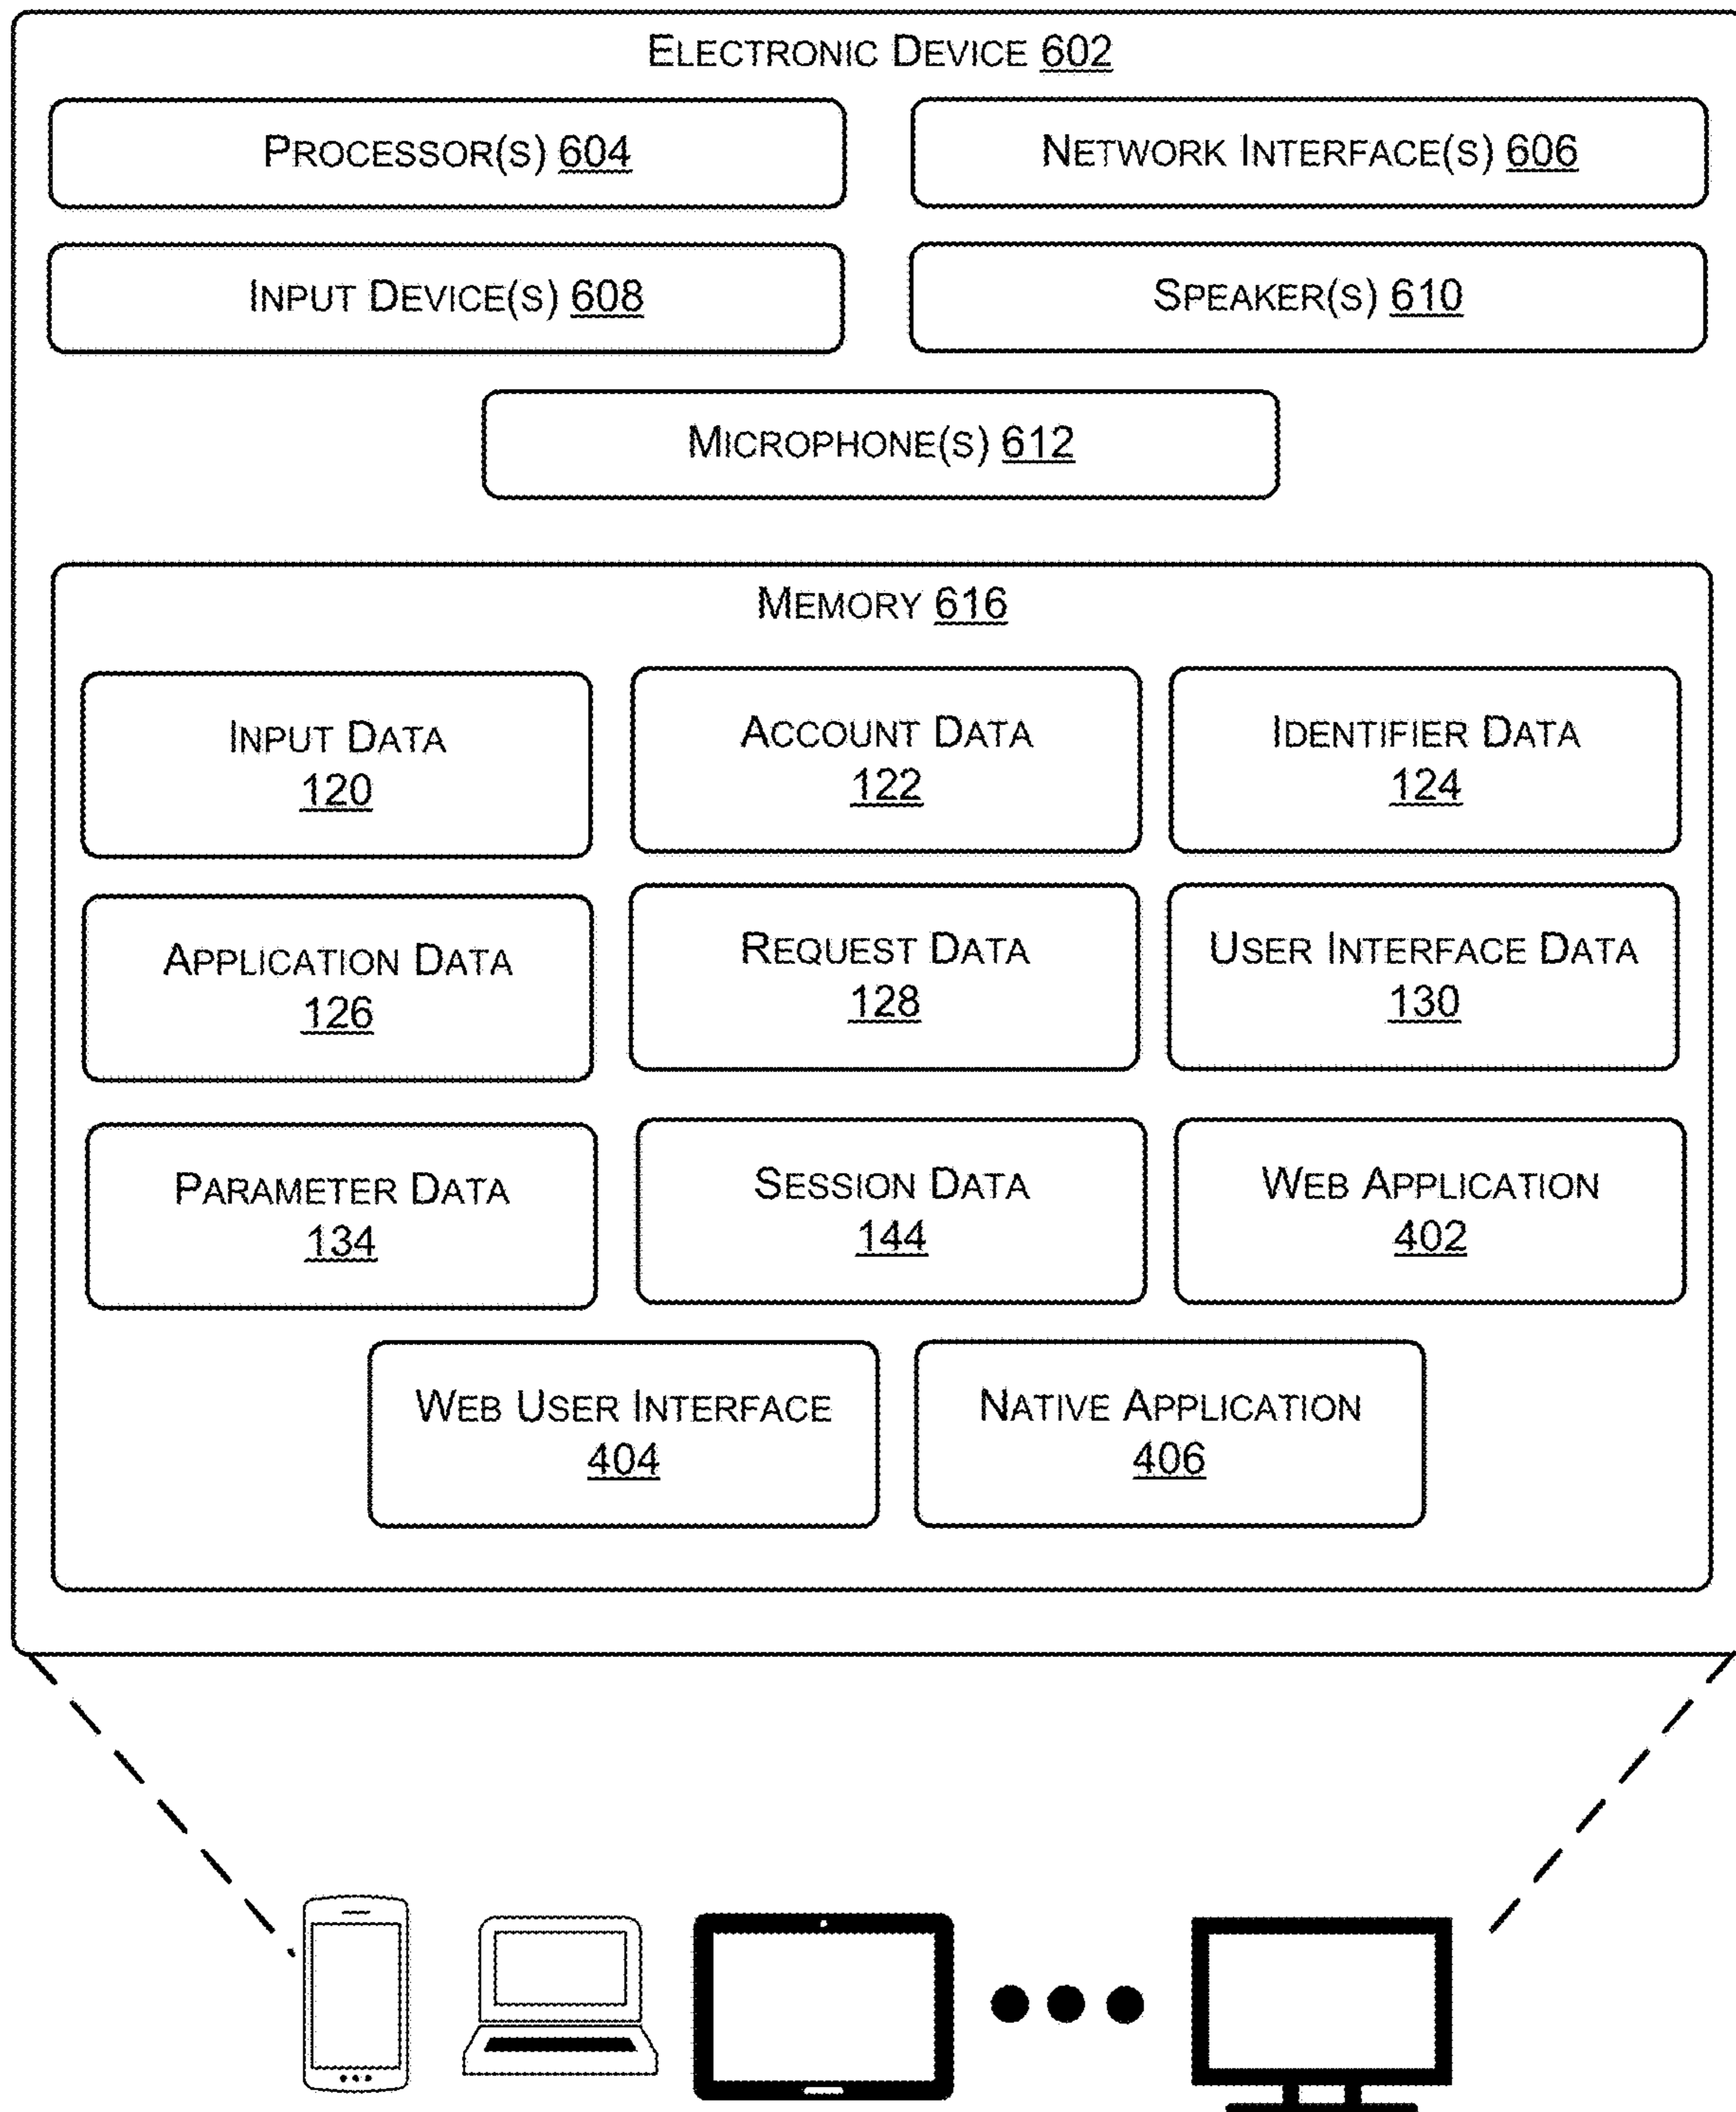 ELECTRONIC DEVICE 602
PROCESSOR(S) 604
NETWORK INTERFACE(S) 606
INPUT DEVICE(S) 608
SPEAKER(S) 610
MICROPHONE(S) 612
MEMORY 616
INPUT DATA
120
ACCOUNT DATA
122
IDENTIFIER DATA
124
APPLICATION DATA
126
REQUEST DATA
128
USER INTERFACE DATA
130
PARAMETER DATA
134
SESSION DATA
144
WEB APPLICATION
402
WEB USER INTERFACE
404
NATIVE APPLICATION
406